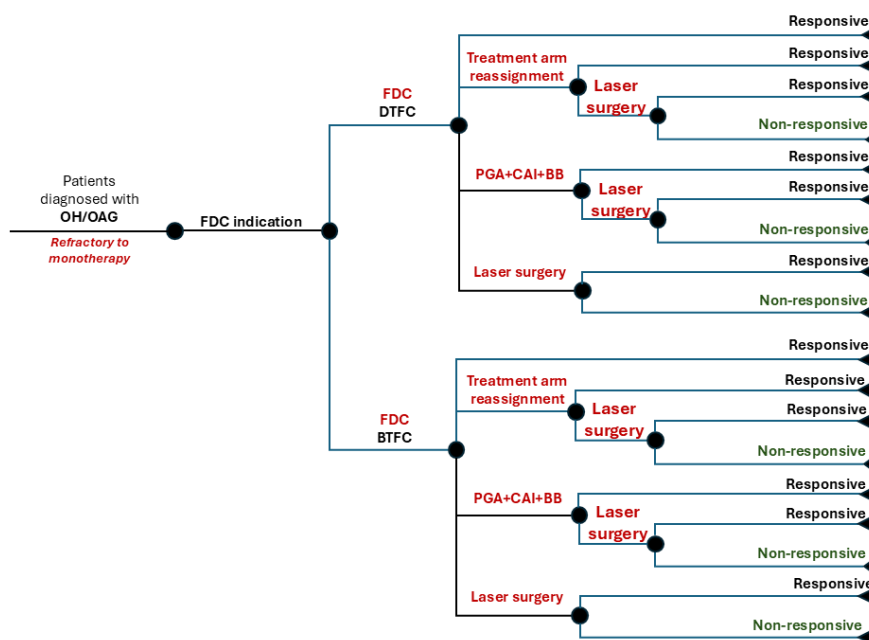 Responsive
Treatment arm
reassignment
Responsive
Laser
surgery
Responsive
Non-responsive
FDC
DTFC
PGA+CAI+BB
Responsive
Laser
surgery
Responsive
Non-responsive
Laser surgery
Responsive
Non-responsive
Patients
diagnosed with
OH/OAG
Refractory to
monotherapy
FDC indication
Responsive
Treatment arm
reassignment
Responsive
Laser
surgery
Responsive
Non-responsive
FDC
BTFC
PGA+CAI+BB
Responsive
Laser
surgery
Responsive
Non-responsive
Laser surgery
Responsive
Non-responsive